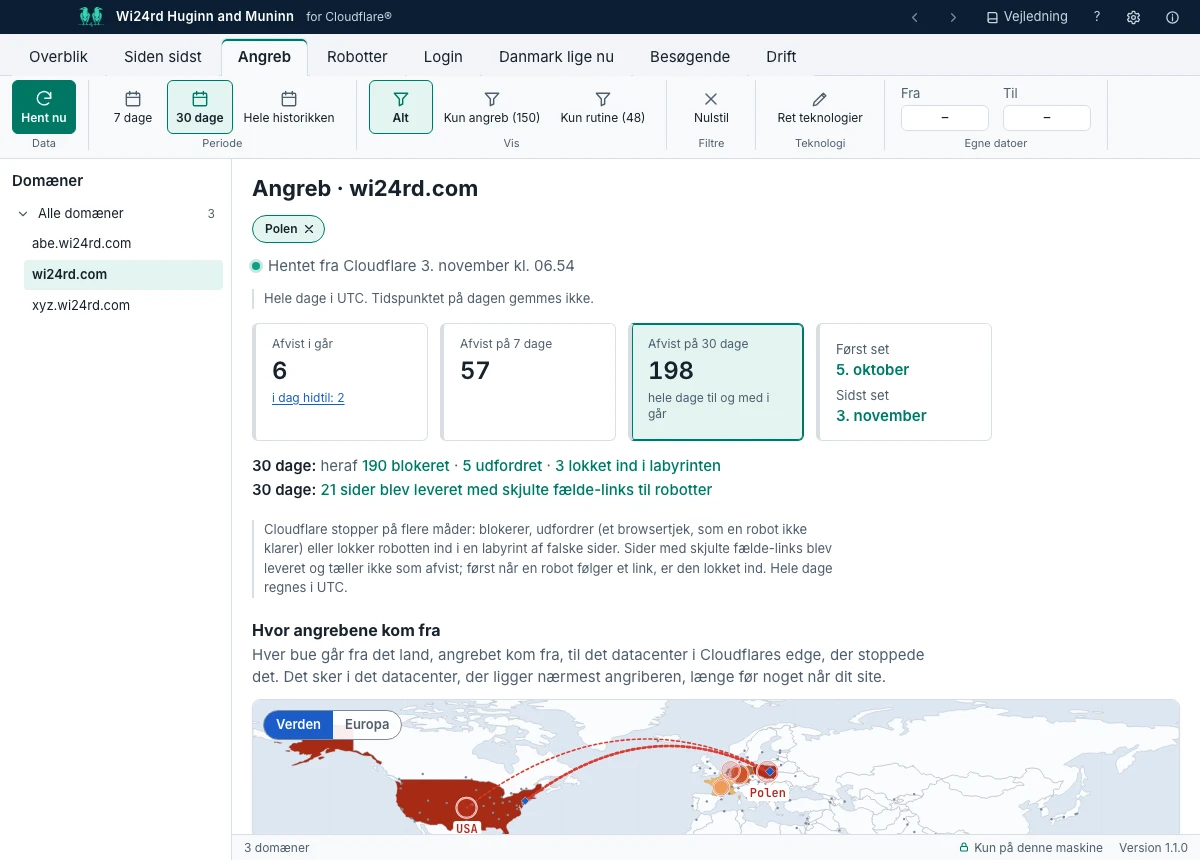 Wi24rd Huginn and Muninn for Cloudflare®
Vejledning ?
Overblik Siden sidst Angreb Robotter Login Danmark lige nu Besøgende Drift
Hent nu
Data
7 dage 30 dage Hele historikken
Periode
Alt Kun angreb (150) Kun rutine (48)
Vis
Nulstil
Filtre
Ret teknologier
Teknologi
Fra Til
– –
Egne datoer
Domæner
Alle domæner 3
abe.wi24rd.com
wi24rd.com
xyz.wi24rd.com
Angreb · wi24rd.com
Polen
Hentet fra Cloudflare 3. november kl. 06.54
Hele dage i UTC. Tidspunktet på dagen gemmes ikke.
Afvist i går
6
i dag hidtil: 2
Afvist på 7 dage
57
Afvist på 30 dage
198
hele dage til og med i
går
Først set
5. oktober
Sidst set
3. november
30 dage: heraf 190 blokeret · 5 udfordret · 3 lokket ind i labyrinten
30 dage: 21 sider blev leveret med skjulte fælde-links til robotter
Cloudflare stopper på flere måder: blokerer, udfordrer (et browsertjek, som en robot ikke
klarer) eller lokker robotten ind i en labyrint af falske sider. Sider med skjulte fælde-links blev
leveret og tæller ikke som afvist; først når en robot følger et link, er den lokket ind. Hele dage
regnes i UTC.
Hvor angrebene kom fra
Hver bue går fra det land, angrebet kom fra, til det datacenter i Cloudflares edge, der stoppede
det. Det sker i det datacenter, der ligger nærmest angriberen, længe før noget når dit site.
Verden Europa
Polen
USA
3 domæner
Kun på denne maskine Version 1.1.0